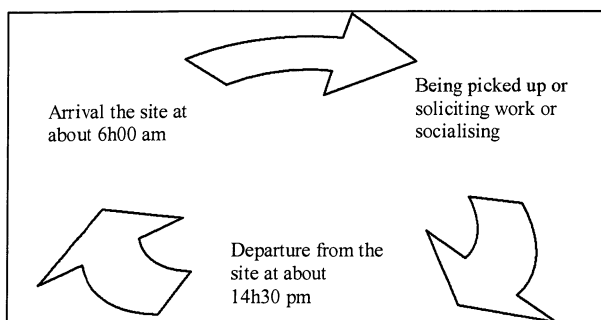 Arrival the site at
about 6h00 am
Being picked up or
soliciting work or
socialising
Departure from the
site at about
14h30 pm